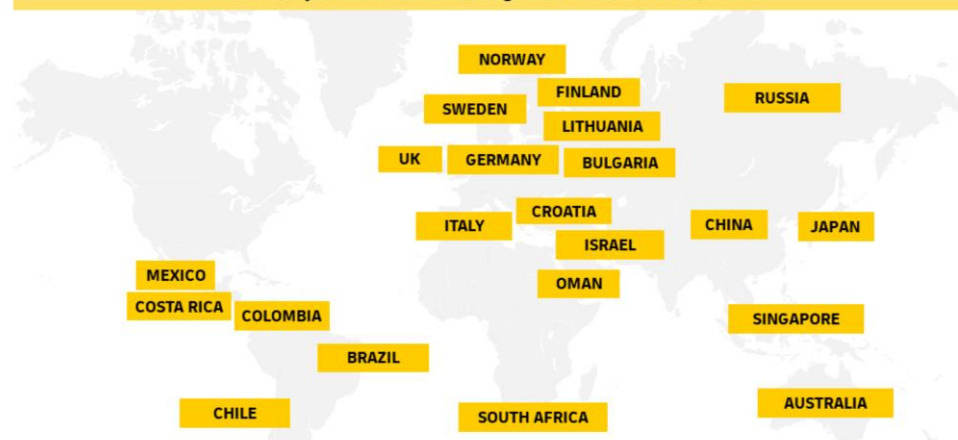 NORWAY
FINLAND
RUSSIA
SWEDEN
LITHUANIA
UK
GERMANY
BULGARIA
ITALY
CROATIA
CHINA
JAPAN
ISRAEL
MEXICO
OMAN
COSTA RICA
COLOMBIA
SINGAPORE
BRAZIL
CHILE
SOUTH AFRICA
AUSTRALIA